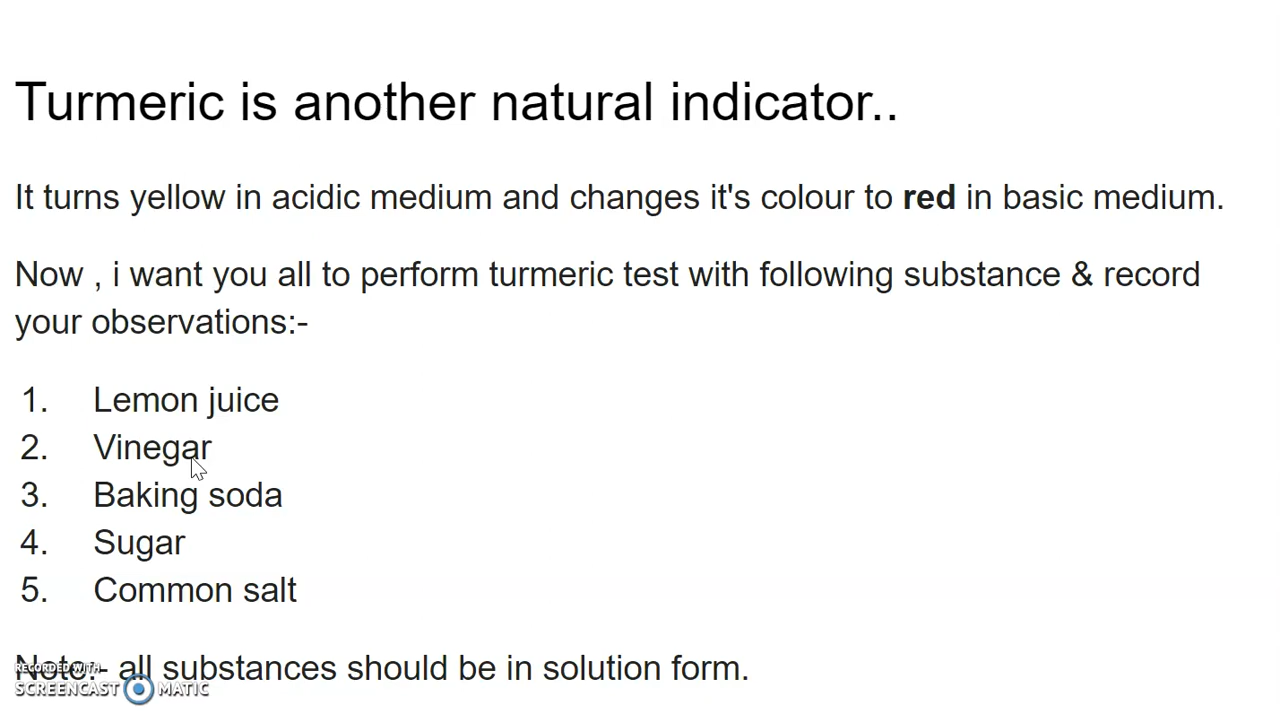 Turmeric is another natural indicator..
It turns yellow in acidic medium and changes it's colour to red in basic medium.
Now , i want you all to perform turmeric test with following substance & record
your observations:-
1. Lemon juice
2. Vinegar
3. Baking soda
4. Sugar
5. Common salt
Note:- all substances should be in solution form.
RECORDED WITH
SCREENCAST MATIC